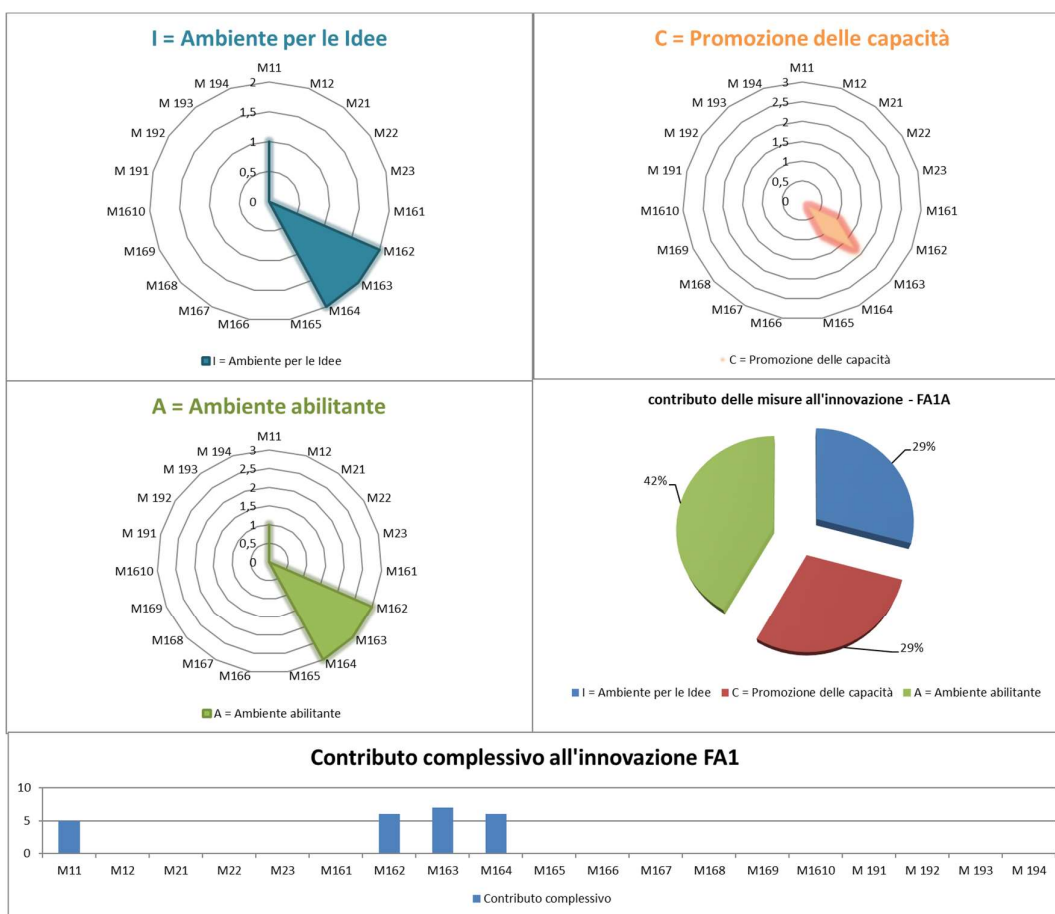 I = Ambiente per le Idee
M11
M12
M21
M22
M23
M161
M162
M163
M164
M165
M166
M167
M168
M169
M1610
M 191
M 192
M 193
M 194
2
1,5
1
0,5
0
I = Ambiente per le Idee
C = Promozione delle capacità
M11
M12
M21
M22
M23
M161
M162
M163
M164
M165
M166
M167
M168
M169
M1610
M 191
M 192
M 193
M 194
3
2,5
2
1,5
1
0,5
0
C = Promozione delle capacità
A = Ambiente abilitante
M11
M12
M21
M22
M23
M161
M162
M163
M164
M165
M166
M167
M168
M169
M1610
M 191
M 192
M 193
M 194
3
2,5
2
1,5
1
0,5
0
A = Ambiente abilitante
contributo delle misure all'innovazione - FA1A
29%
42%
29%
I = Ambiente per le Idee C = Promozione delle capacità A = Ambiente abilitante
Contributo complessivo all'innovazione FA1
10
5
0
M11 M12 M21 M22 M23 M161 M162 M163 M164 M165 M166 M167 M168 M169 M1610 M 191 M 192 M 193 M 194
Contributo complessivo